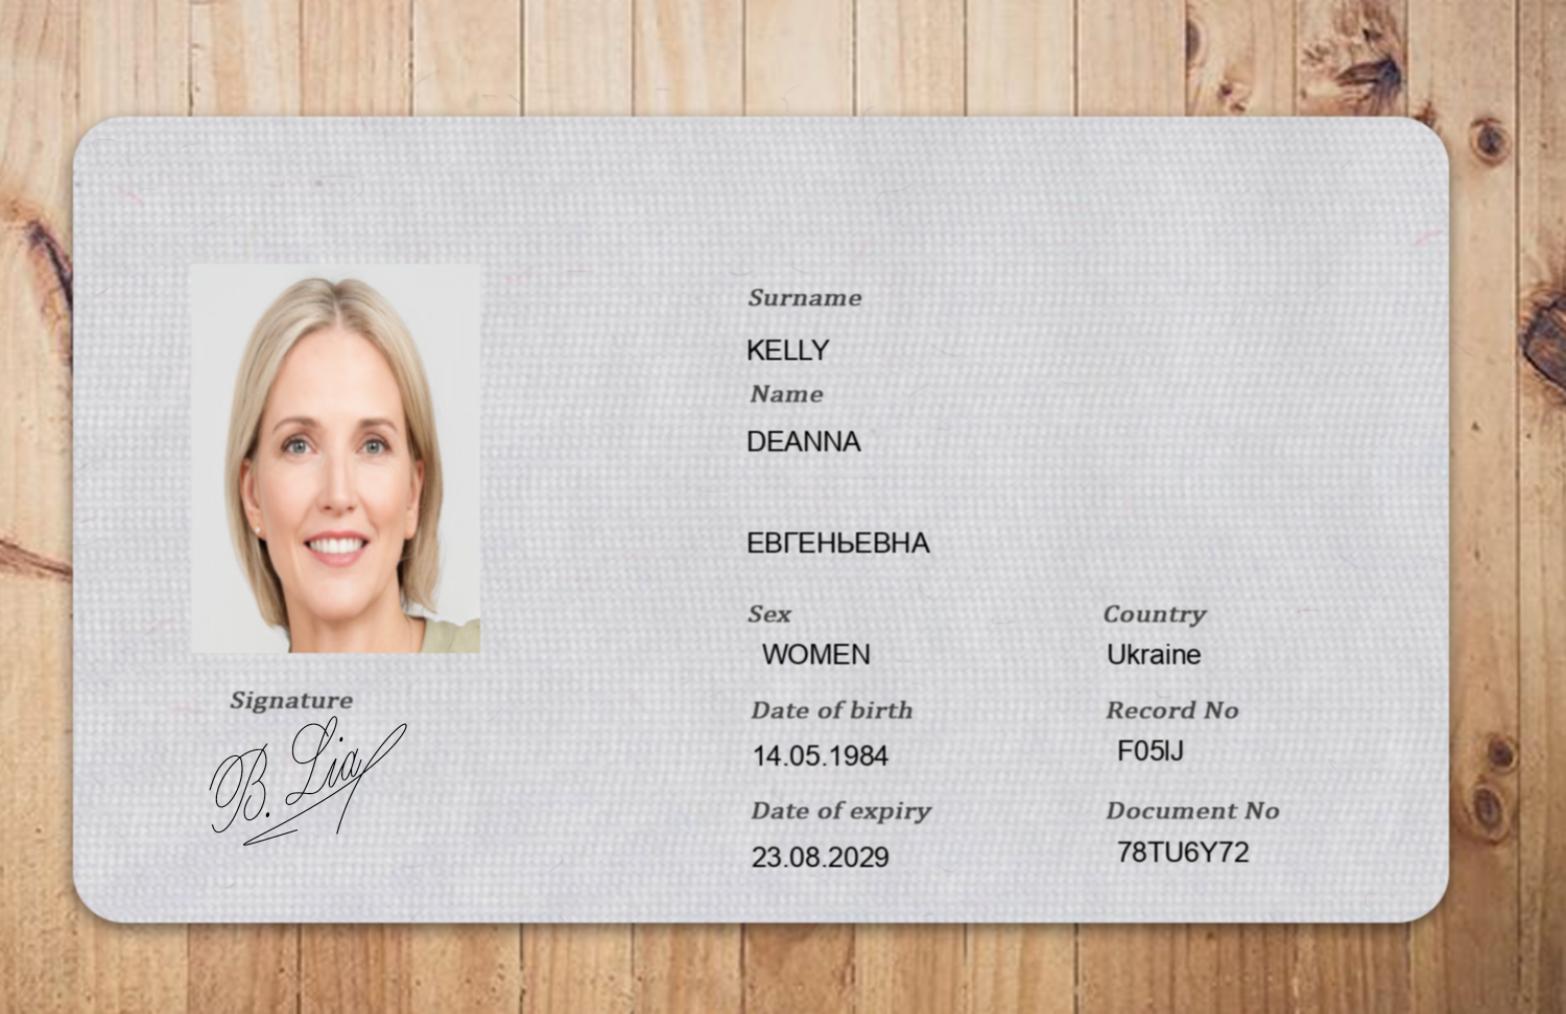 Surname
KELLY
Name
DEANNA
ЕВГЕНЬЕВНА
Sex
WOMEN
Country
Ukraine
Date of birth
14.05.1984
Record No
F05IJ
Date of expiry
23.08.2029
Document No
78TU6Y72
Signature
B. Lia